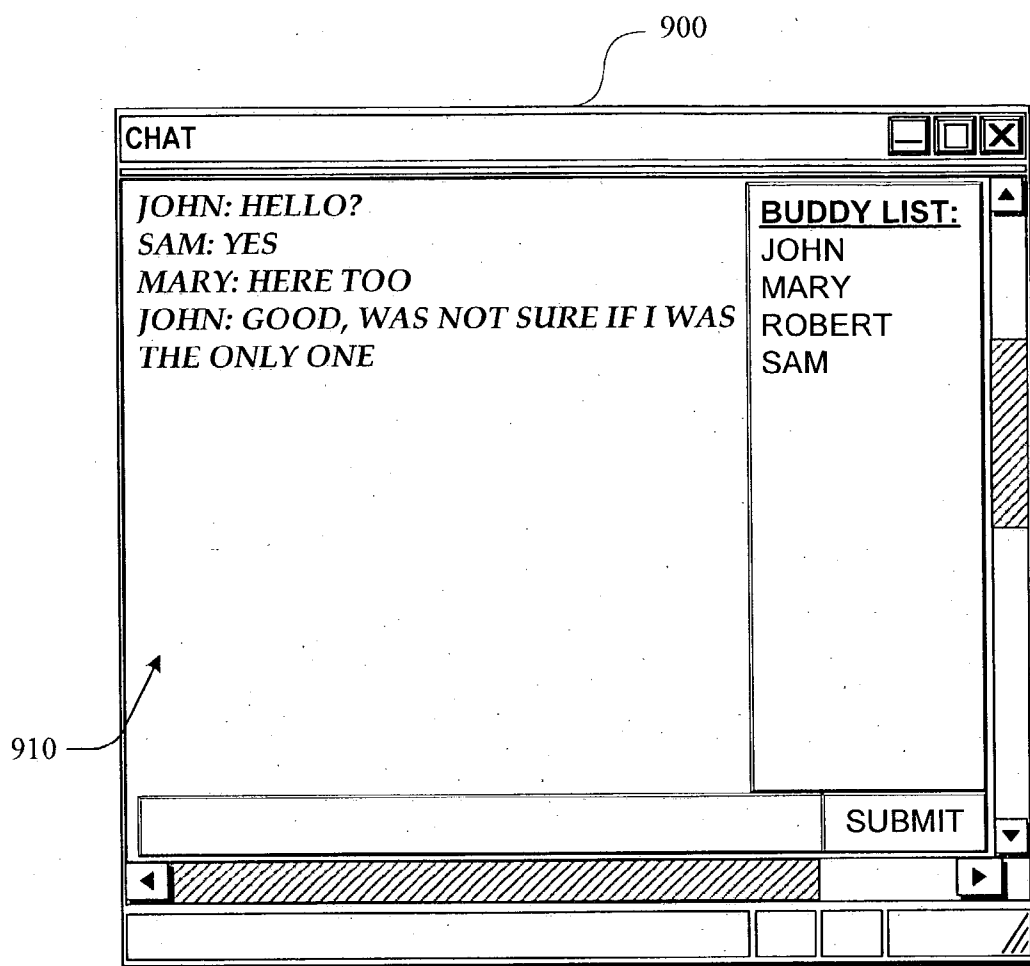 900
CHAT
JOHN: HELLO?
SAM: YES
MARY: HERE TOO
JOHN: GOOD, WAS NOT SURE IF I WAS
THE ONLY ONE
BUDDY LIST:
JOHN
MARY
ROBERT
SAM
910
SUBMIT